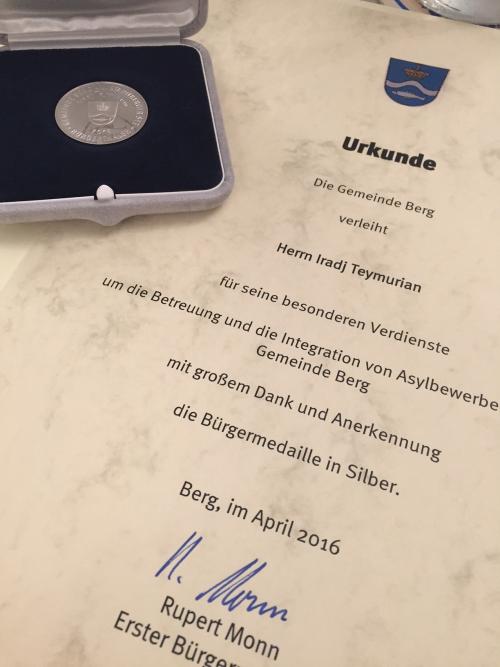 Urkunde
Die Gemeinde Berg
verleiht
Herrn Iradj Teymurian
für seine besonderen Verdienste
um die Betreuung und die Integration von Asylbewerbe
Gemeinde Berg
mit großem Dank und Anerkennung
die Bürgermedaille in Silber.
Berg, im April 2016
R. Monn
Rupert Monn
Erster Bürger